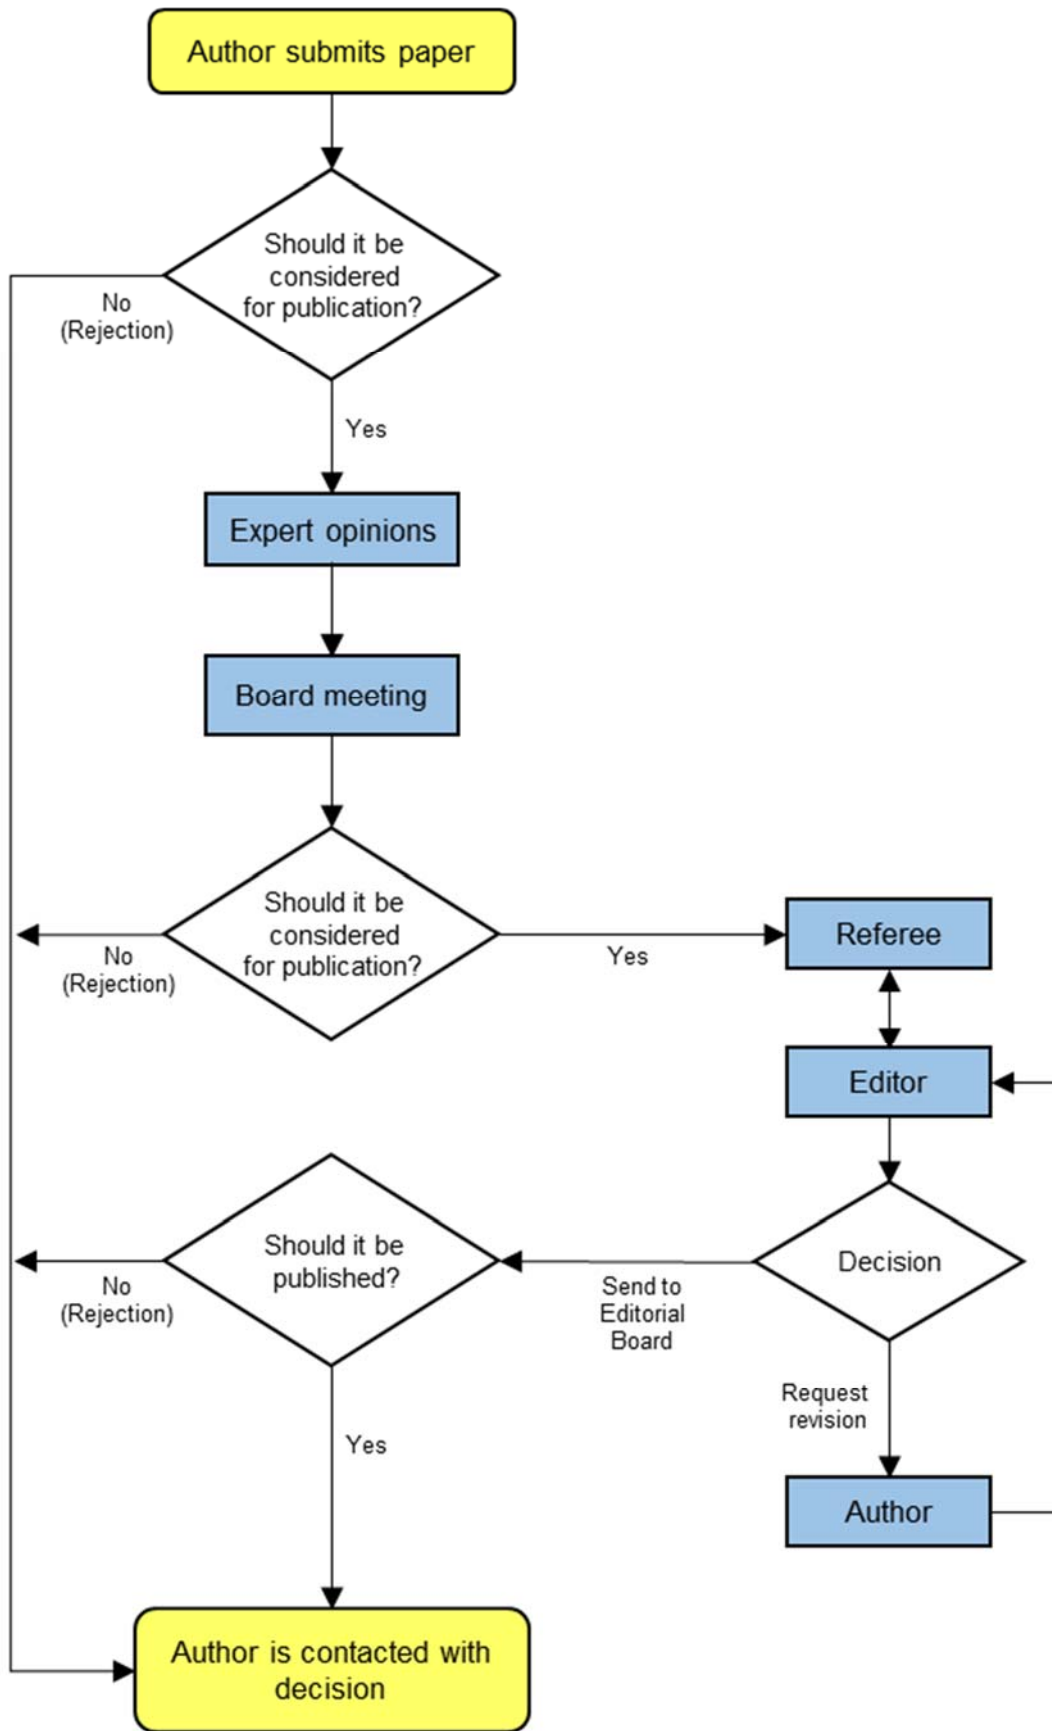 Author submits paper
Should it be
considered
for publication?
No
(Rejection)
Yes
Expert opinions
Board meeting
Should it be
considered
for publication?
No
(Rejection)
Yes
Referee
Editor
Decision
Send to
Editorial
Board
Should it be
published?
No
(Rejection)
Request
revision
Yes
Author
Author is contacted with
decision